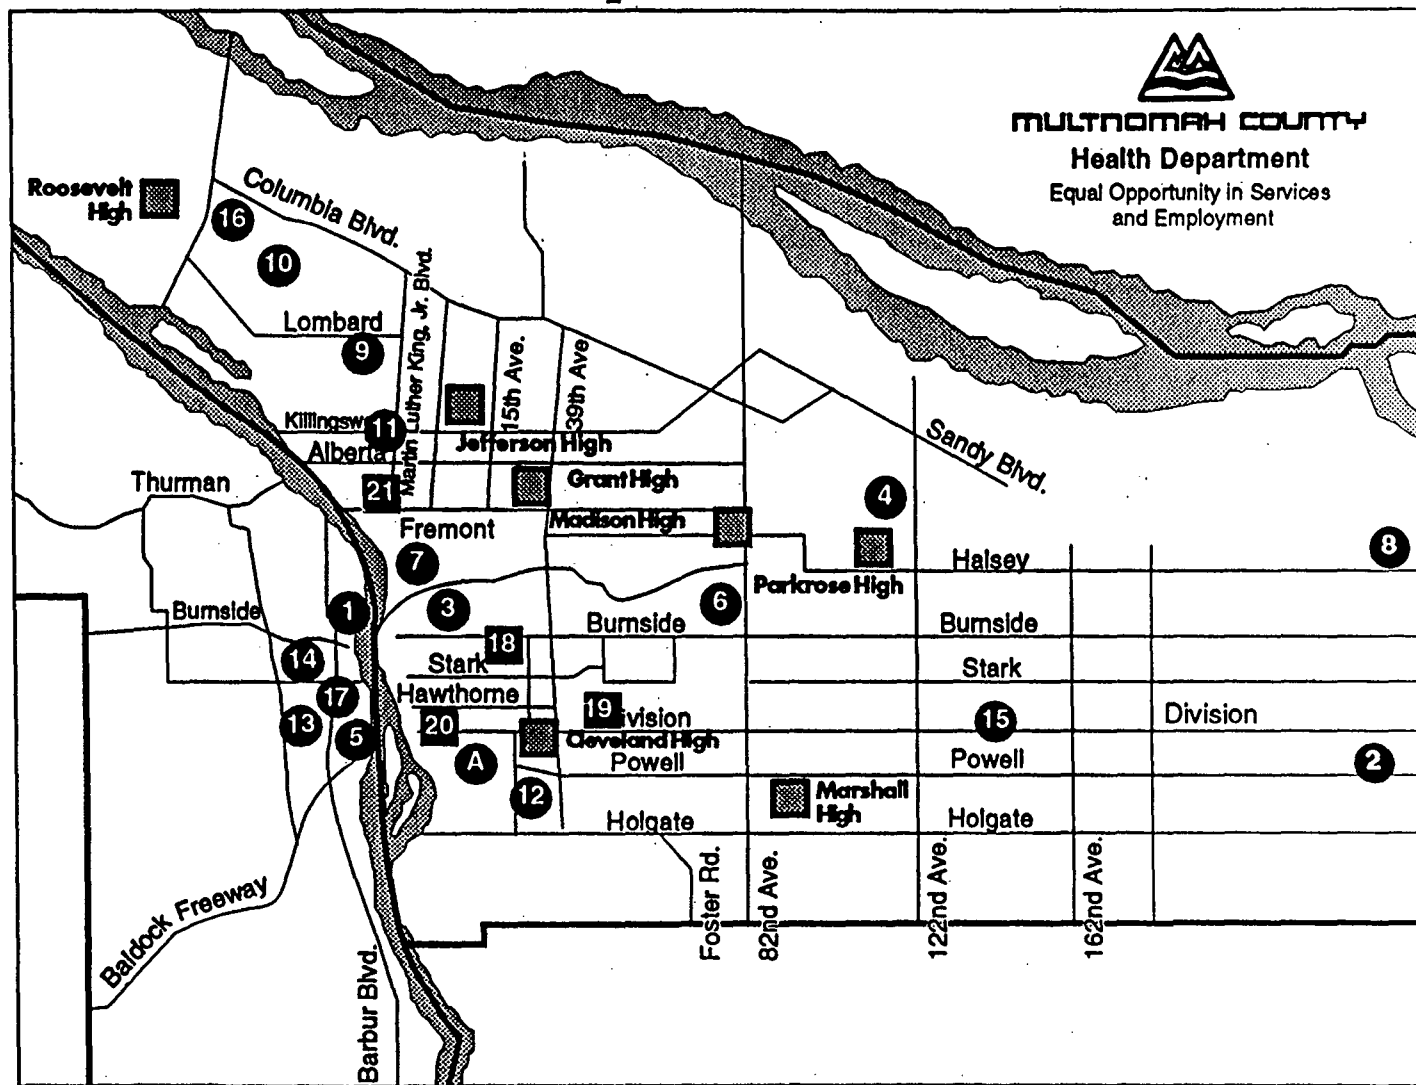 MULTNOMAH COUNTY
Health Department
Equal Opportunity in Services
and Employment
Roosevelt
High
16
Columbia Blvd.
10
Lombard
9
Martin Luther King, Jr. Blvd.
15th Ave.
39th Ave.
Killingsw
11
Jefferson High
Alberta
Sandy Blvd.
Thurman
21
Grant High
4
Fremont
Madison High
8
7
Halsey
Parkrose High
Burnside
1
3
6
Burnside
Burnside
18
14
Stark
Stark
17
Hawthorne
19
13
20
ivision
15
Division
5
Cleveland High
A
Powell
Powell
2
12
Marshall
High
Holgate
Holgate
Foster Rd.
82nd Ave.
122nd Ave.
162nd Ave.
Baldock Freeway
Barbur Blvd.